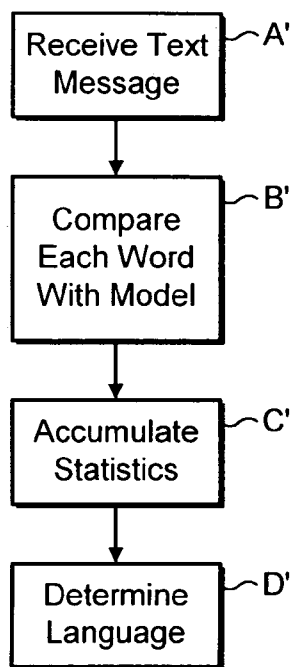 Receive Text
Message
A'
Compare
Each Word
With Model
B'
Accumulate
Statistics
C'
Determine
Language
D'